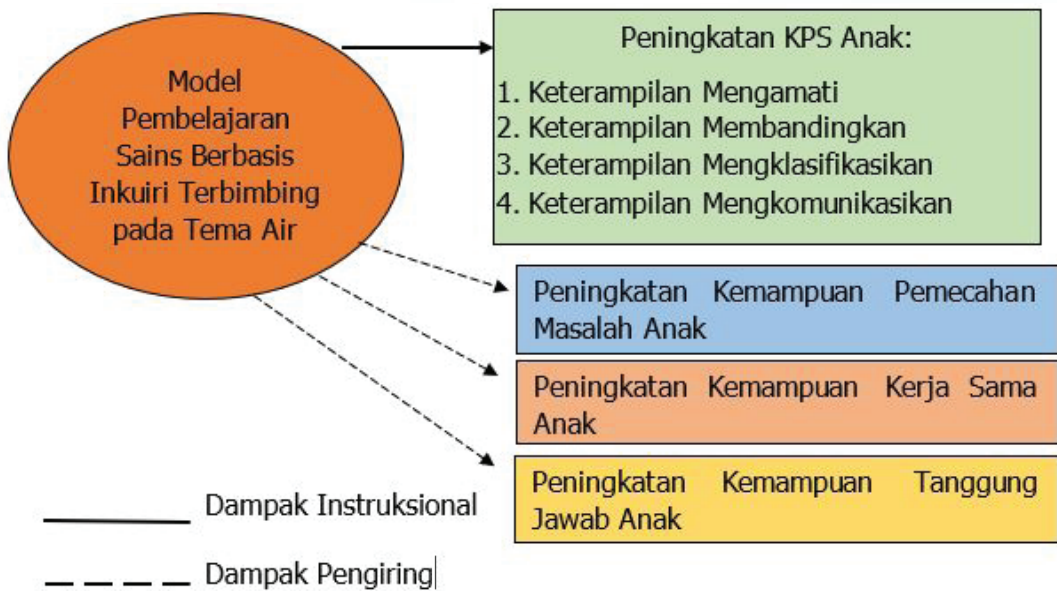 Model
Pembelajaran
Sains Berbasis
Inkuiri Terbimbing
pada Tema Air
Peningkatan KPS Anak:
1. Keterampilan Mengamati
2. Keterampilan Membandingkan
3. Keterampilan Mengklasifikasikan
4. Keterampilan Mengkomunikasikan
Peningkatan Kemampuan Pemecahan
Masalah Anak
Peningkatan Kemampuan Kerja Sama
Anak
Peningkatan Kemampuan Tanggung
Jawab Anak
Dampak Instruksional
Dampak Pengiring